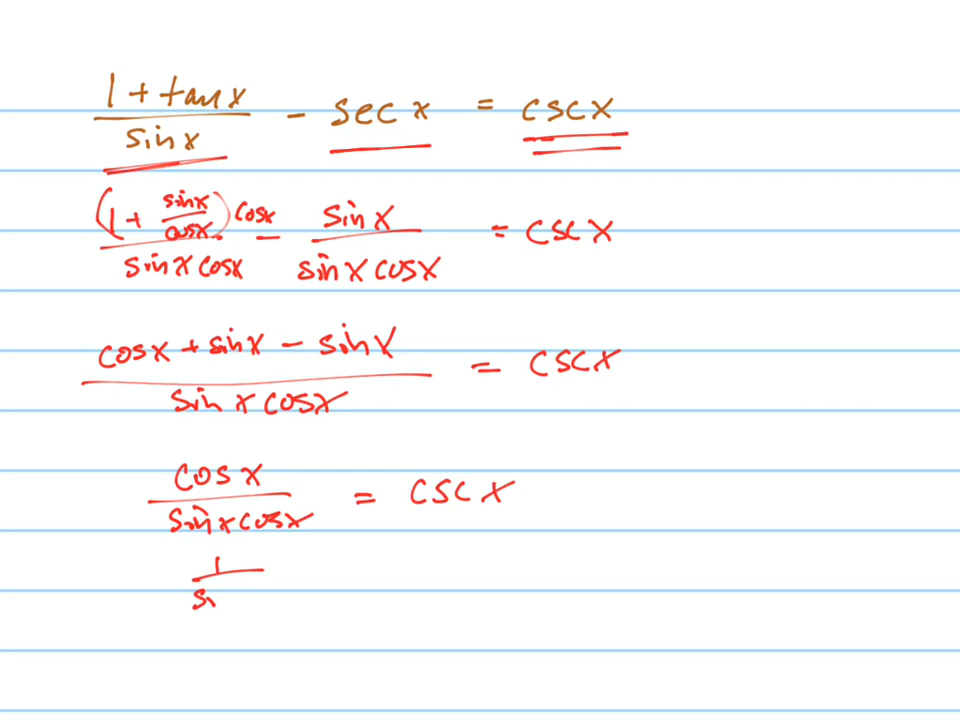 (1 + tan x)/(sin x) - sec x = csc x
((1 + sin x/cos x) cos x)/(sin x cos x) - (sin x)/(sin x cos x) = csc x
(cos x + sin x - sin x)/(sin x cos x) = csc x
(cos x)/(sin x cos x) = csc x
1/si